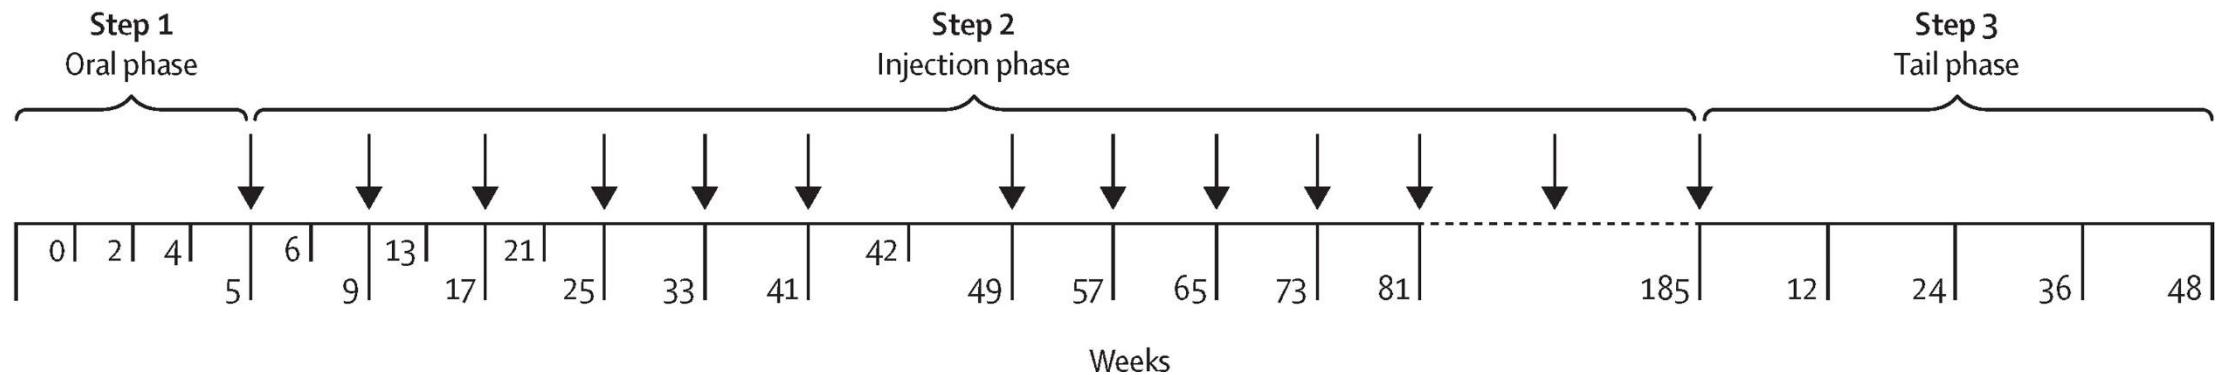 Step 1
Oral phase
Step 2
Injection phase
Step 3
Tail phase
0 2 4 6 13 21 42
5 9 17 25 33 41 49 57 65 73 81 185 12 24 36 48
Weeks